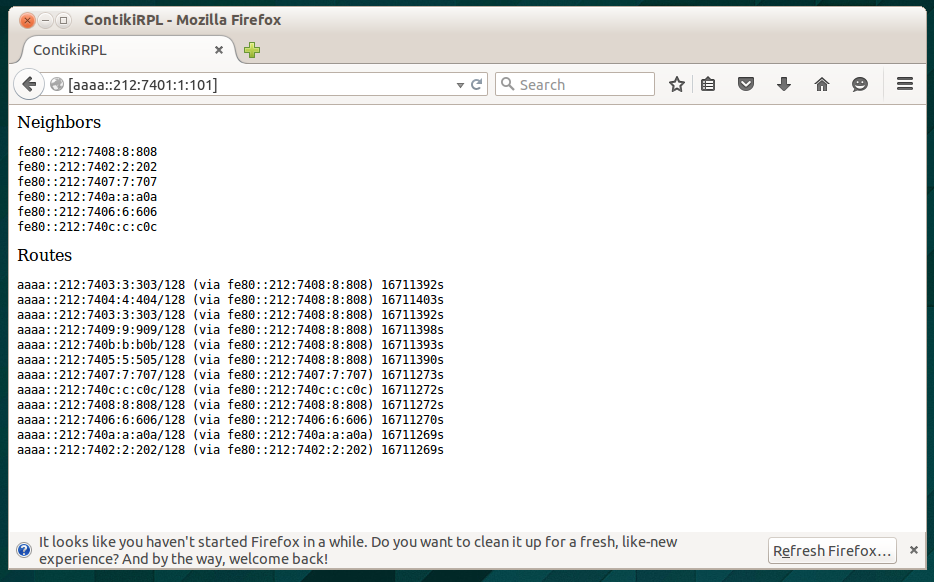 ContikiRPL - Mozilla Firefox
ContikiRPL
[aaaa::212:7401:1:101]
Search
Neighbors
fe80::212:7408:8:808
fe80::212:7402:2:202
fe80::212:7407:7:707
fe80::212:740a:a:a0a
fe80::212:7406:6:606
fe80::212:740c:c:c0c
Routes
aaaa::212:7403:3:303/128 (via fe80::212:7408:8:808) 16711392s
aaaa::212:7404:4:404/128 (via fe80::212:7408:8:808) 16711403s
aaaa::212:7403:3:303/128 (via fe80::212:7408:8:808) 16711392s
aaaa::212:7409:9:909/128 (via fe80::212:7408:8:808) 16711398s
aaaa::212:740b:b:b0b/128 (via fe80::212:7408:8:808) 16711393s
aaaa::212:7405:5:505/128 (via fe80::212:7408:8:808) 16711390s
aaaa::212:7407:7:707/128 (via fe80::212:7407:7:707) 16711273s
aaaa::212:740c:c:c0c/128 (via fe80::212:740c:c:c0c) 16711272s
aaaa::212:7408:8:808/128 (via fe80::212:7408:8:808) 16711272s
aaaa::212:7406:6:606/128 (via fe80::212:7406:6:606) 16711270s
aaaa::212:740a:a:a0a/128 (via fe80::212:740a:a:a0a) 16711269s
aaaa::212:7402:2:202/128 (via fe80::212:7402:2:202) 16711269s
It looks like you haven't started Firefox in a while. Do you want to clean it up for a fresh, like-new
experience? And by the way, welcome back!
Refresh Firefox...